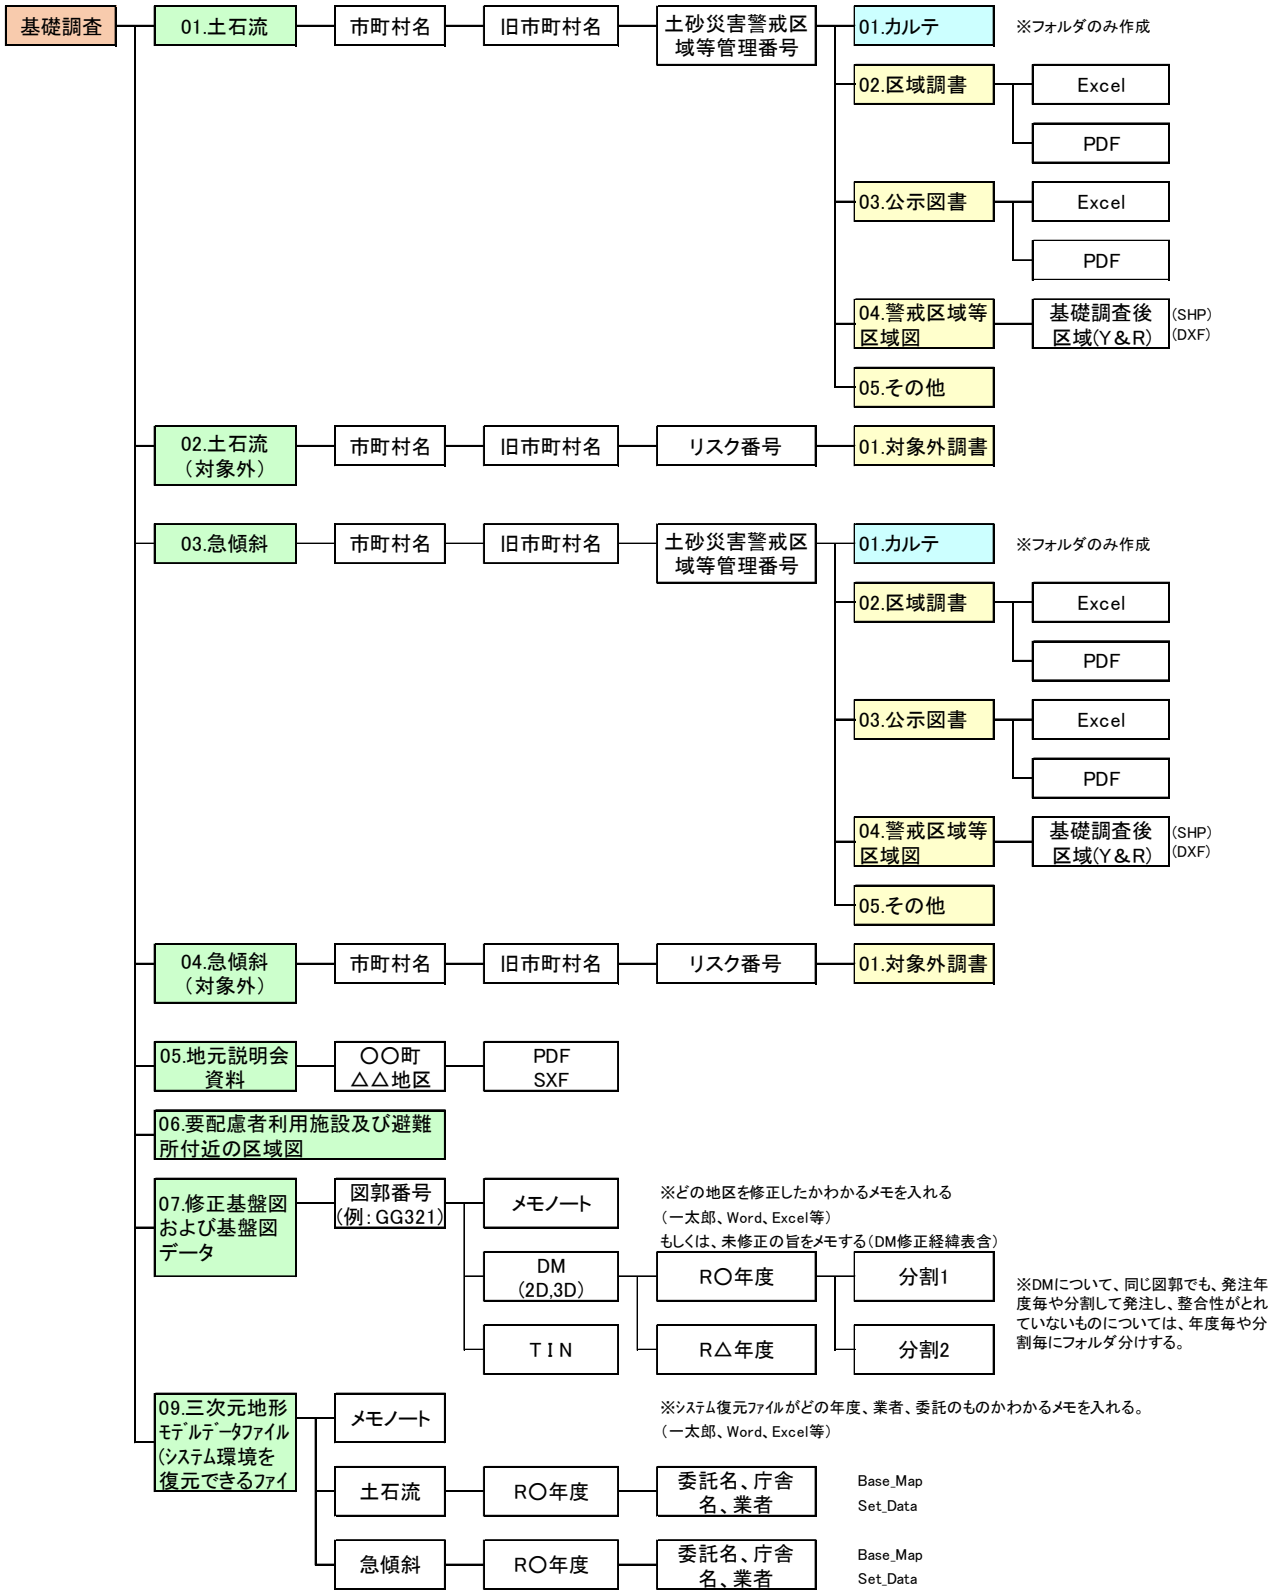 基礎調査
01.土石流
市町村名
旧市町村名
土砂災害警戒区
域等管理番号
01.カルテ
※フォルダのみ作成
02.区域調書
Excel
PDF
03.公示図書
Excel
PDF
04.警戒区域等
区域図
基礎調査後
区域(Y&R)
(SHP)
(DXF)
05.その他
02.土石流
(対象外)
市町村名
旧市町村名
リスク番号
01.対象外調書
03.急傾斜
市町村名
旧市町村名
土砂災害警戒区
域等管理番号
01.カルテ
※フォルダのみ作成
02.区域調書
Excel
PDF
03.公示図書
Excel
PDF
04.警戒区域等
区域図
基礎調査後
区域(Y&R)
(SHP)
(DXF)
05.その他
04.急傾斜
(対象外)
市町村名
旧市町村名
リスク番号
01.対象外調書
05.地元説明会
資料
〇〇町
△△地区
PDF
SXF
06.要配慮者利用施設及び避難
所付近の区域図
07.修正基盤図
および基盤図
データ
図郭番号
(例:GG321)
メモノート
※どの地区を修正したかわかるメモを入れる
(一太郎、Word、Excel等)
もしくは、未修正の旨をメモする(DM修正経緯表含)
DM
(2D,3D)
R〇年度
分割1
※DMについて、同じ図郭でも、発注年
度毎や分割して発注し、整合性がとれ
ていないものについては、年度毎や分
割毎にフォルダ分けする。
TIN
R△年度
分割2
09.三次元地形
モデルデータファイル
(システム環境を
復元できるファイ
メモノート
※システム復元ファイルがどの年度、業者、委託のものかわかるメモを入れる。
(一太郎、Word、Excel等)
土石流
R〇年度
委託名、庁舎
名、業者
Base_Map
Set_Data
急傾斜
R〇年度
委託名、庁舎
名、業者
Base_Map
Set_Data